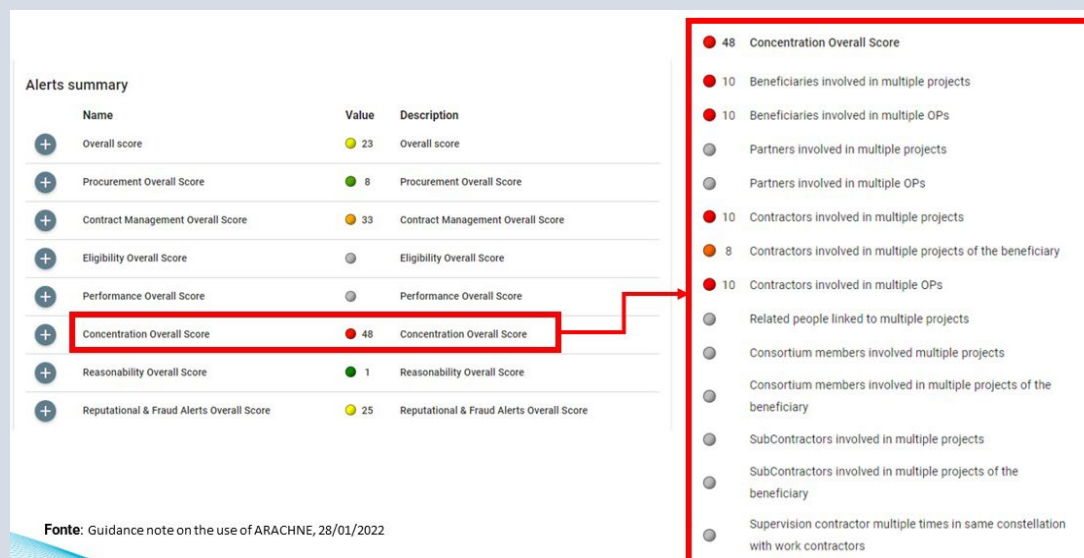 Alerts summary
Name Value Description
Overall score 23 Overall score
Procurement Overall Score 8 Procurement Overall Score
Contract Management Overall Score 33 Contract Management Overall Score
Eligibility Overall Score Eligibility Overall Score
Performance Overall Score Performance Overall Score
Concentration Overall Score 48 Concentration Overall Score
Reasonability Overall Score 1 Reasonability Overall Score
Reputational & Fraud Alerts Overall Score 25 Reputational & Fraud Alerts Overall Score
Fonte: Guidance note on the use of ARACHNE, 28/01/2022
48 Concentration Overall Score
10 Beneficiaries involved in multiple projects
10 Beneficiaries involved in multiple OPs
Partners involved in multiple projects
Partners involved in multiple OPs
10 Contractors involved in multiple projects
8 Contractors involved in multiple projects of the beneficiary
10 Contractors involved in multiple OPs
Related people linked to multiple projects
Consortium members involved multiple projects
Consortium members involved in multiple projects of the
beneficiary
SubContractors involved in multiple projects
SubContractors involved in multiple projects of the
beneficiary
Supervision contractor multiple times in same constellation
with work contractors